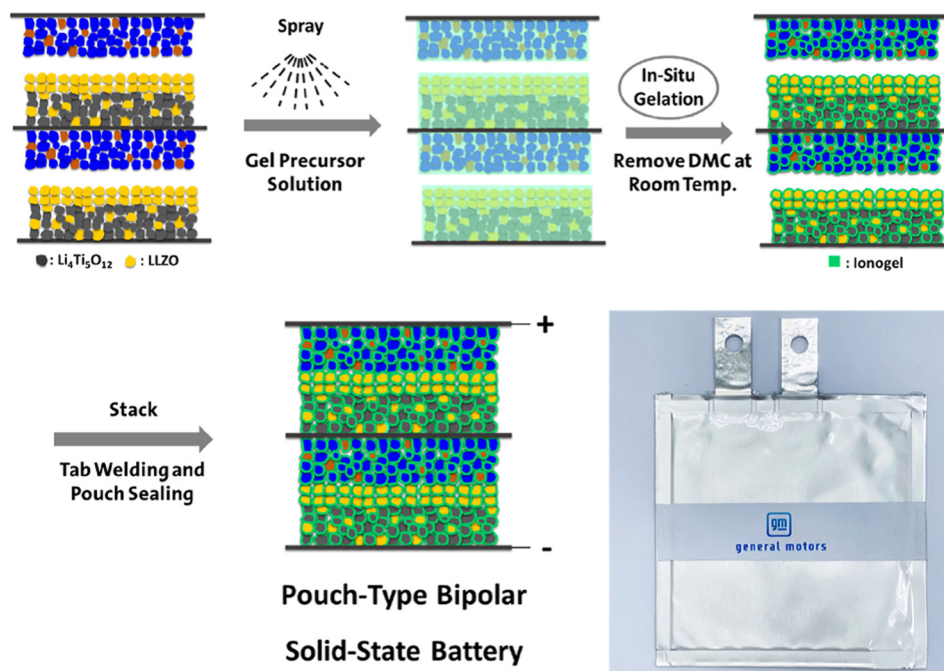 Spray
Gel Precursor
Solution
In-Situ
Gelation
Remove DMC at
Room Temp.
: Li₄Ti₅O₁₂ : LLZO
: Ionogel
Stack
Tab Welding and
Pouch Sealing
+
-
Pouch-Type Bipolar
Solid-State Battery
gm
general motors